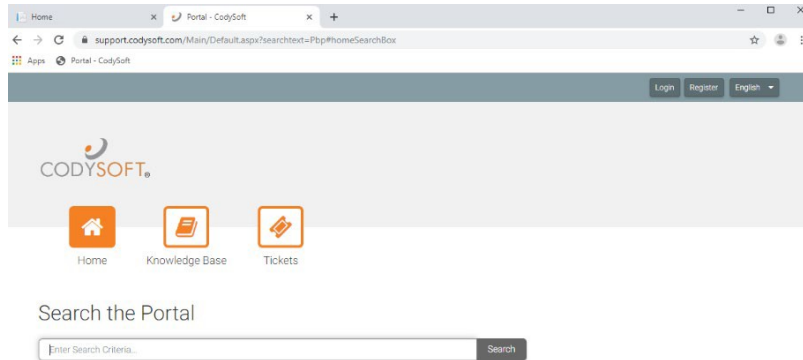 Home
Portal - CodySoft
support.codysoft.com/Main/Default.aspx?searchtext=Pbp#homeSearchBox
Apps
Portal - CodySoft
Login
Register
English
CODYSOFT®
Home
Knowledge Base
Tickets
Search the Portal
Enter Search Criteria...
Search